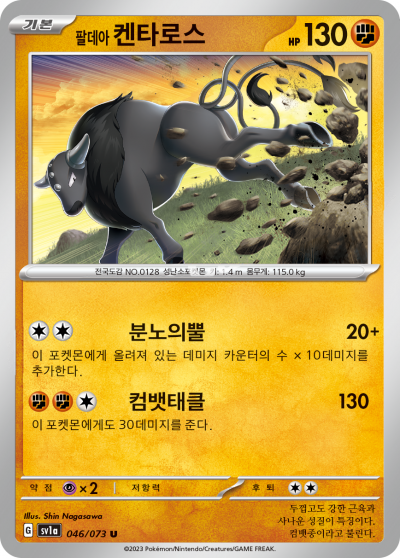 기본 팔데아 켄타로스 HP 130
전국도감 NO.0128 성난소포켓몬 키: 1.4 m 몸무게: 115.0 kg
분노의뿔 20+
이 포켓몬에게 올려져 있는 데미지 카운터의 수 ×10데미지를
추가한다.
컴뱃태클 130
이 포켓몬에게도 30데미지를 준다.
약점 ×2 저항력 후퇴
Illus. Shin Nagasawa
G sv1a 046/073 U
두껍고도 강한 근육과
사나운 성질이 특징이다.
컴뱃종이라고 불린다.
©2023 Pokémon/Nintendo/Creatures/GAME FREAK.